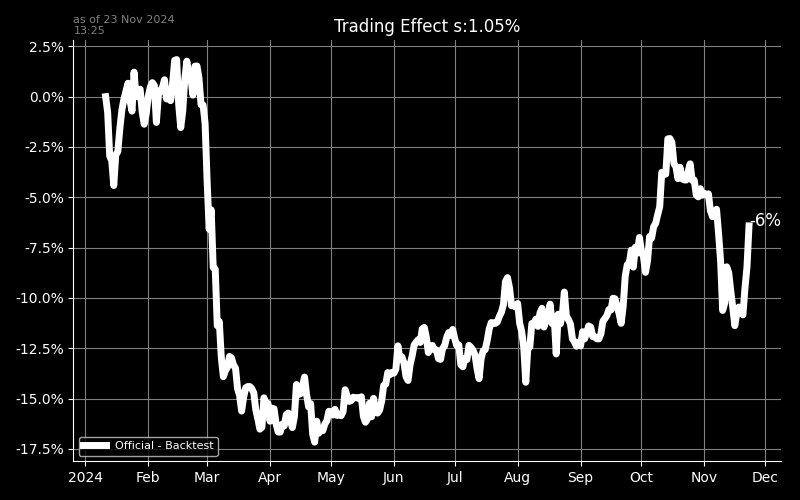 as of 23 Nov 2024
13:25
Trading Effect s:1.05%
2.5%
0.0%
-2.5%
-5.0%
-7.5%
-10.0%
-12.5%
-15.0%
-17.5%
-6%
Official - Backtest
2024 Feb Mar Apr May Jun Jul Aug Sep Oct Nov Dec